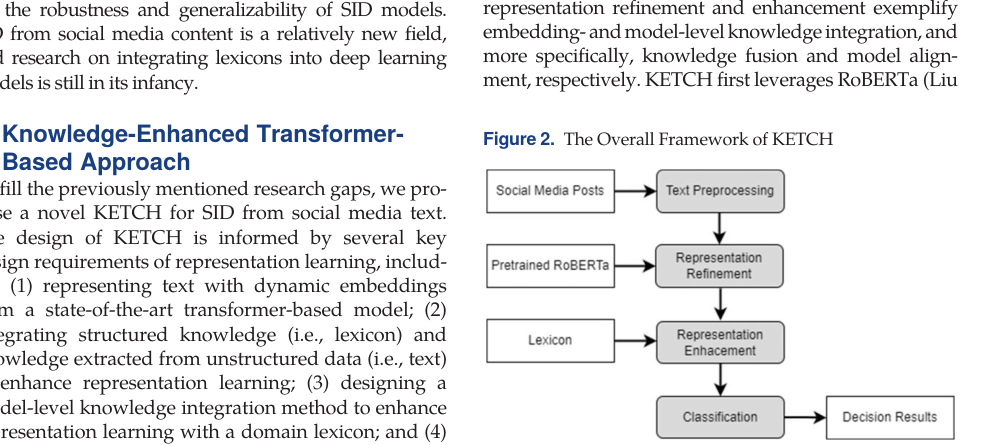 the robustness and generalizability of SID models.
from social media content is a relatively new field,
d research on integrating lexicons into deep learning
dels is still in its infancy.
Knowledge-Enhanced Transformer-
Based Approach
fill the previously mentioned research gaps, we pro-
se a novel KETCH for SID from social media text.
e design of KETCH is informed by several key
sign requirements of representation learning, includ-
(1) representing text with dynamic embeddings
m a state-of-the-art transformer-based model; (2)
egrating structured knowledge (i.e., lexicon) and
owledge extracted from unstructured data (i.e., text)
enhance representation learning; (3) designing a
del-level knowledge integration method to enhance
resentation learning with a domain lexicon; and (4)
representation refinement and enhancement exemplify
embedding- and model-level knowledge integration, and
more specifically, knowledge fusion and model align-
ment, respectively. KETCH first leverages RoBERTa (Liu
Figure 2. The Overall Framework of KETCH
Social Media Posts
Text Preprocessing
Pretrained RoBERTa
Representation
Refinement
Lexicon
Representation
Enhacement
Classification
Decision Results